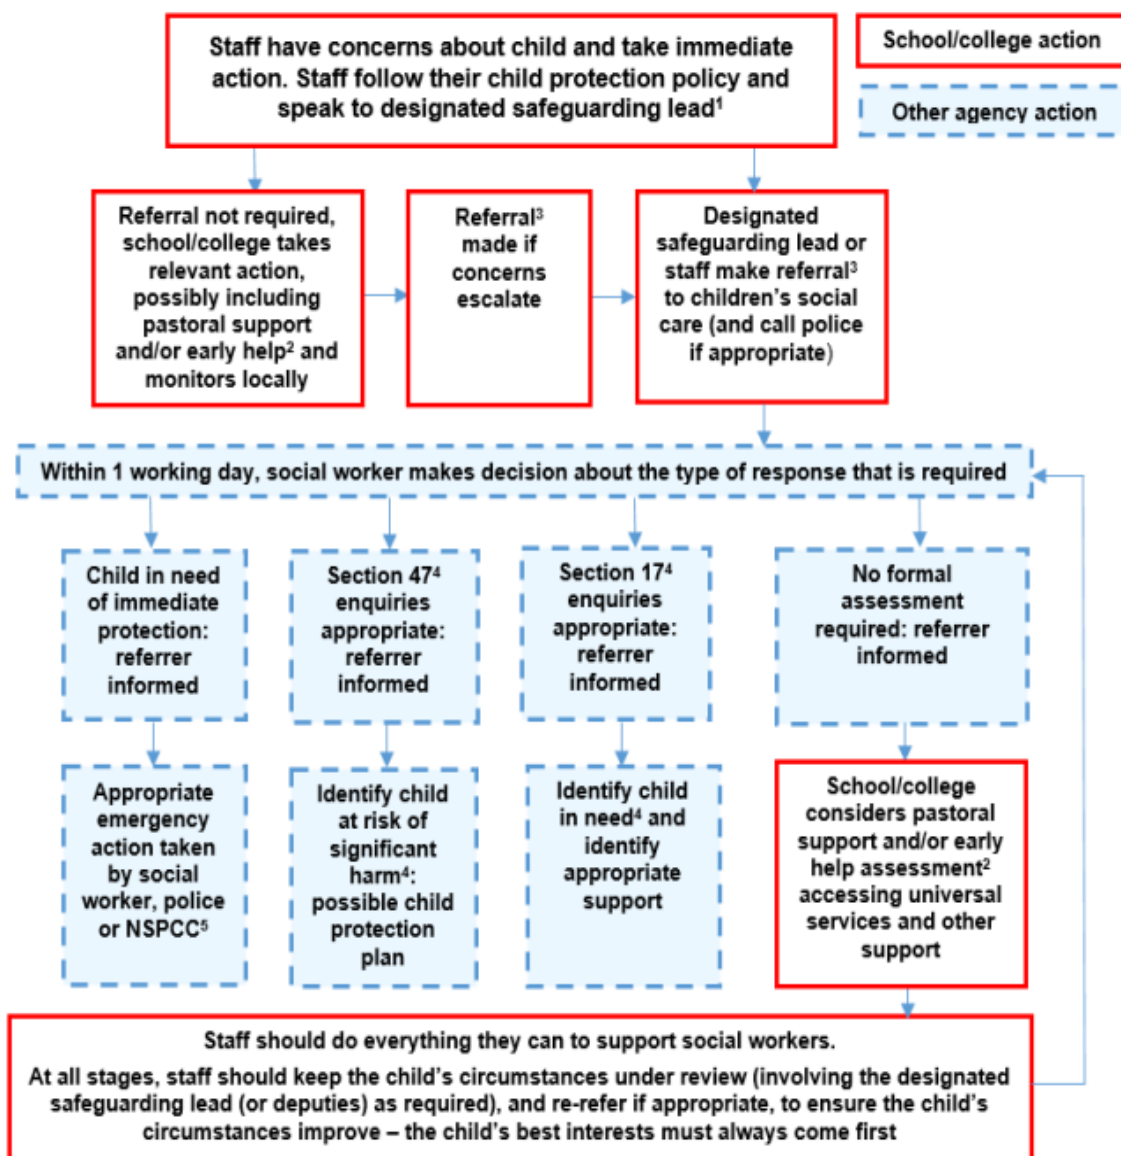 Staff have concerns about child and take immediate
action. Staff follow their child protection policy and
speak to designated safeguarding lead¹
School/college action
Other agency action
Referral not required,
school/college takes
relevant action,
possibly including
pastoral support
and/or early help² and
monitors locally
Referral³
made if
concerns
escalate
Designated
safeguarding lead or
staff make referral³
to children's social
care (and call police
if appropriate)
Within 1 working day, social worker makes decision about the type of response that is required
Child in need
of immediate
protection:
referrer
informed
Section 47⁴
enquiries
appropriate:
referrer
informed
Section 17⁴
enquiries
appropriate:
referrer
informed
No formal
assessment
required: referrer
informed
Appropriate
emergency
action taken
by social
worker, police
or NSPCC⁵
Identify child
at risk of
significant
harm⁴:
possible child
protection
plan
Identify child
in need⁴ and
identify
appropriate
support
School/college
considers pastoral
support and/or early
help assessment²
accessing universal
services and other
support
Staff should do everything they can to support social workers.
At all stages, staff should keep the child's circumstances under review (involving the designated
safeguarding lead (or deputies) as required), and re-refer if appropriate, to ensure the child's
circumstances improve – the child's best interests must always come first